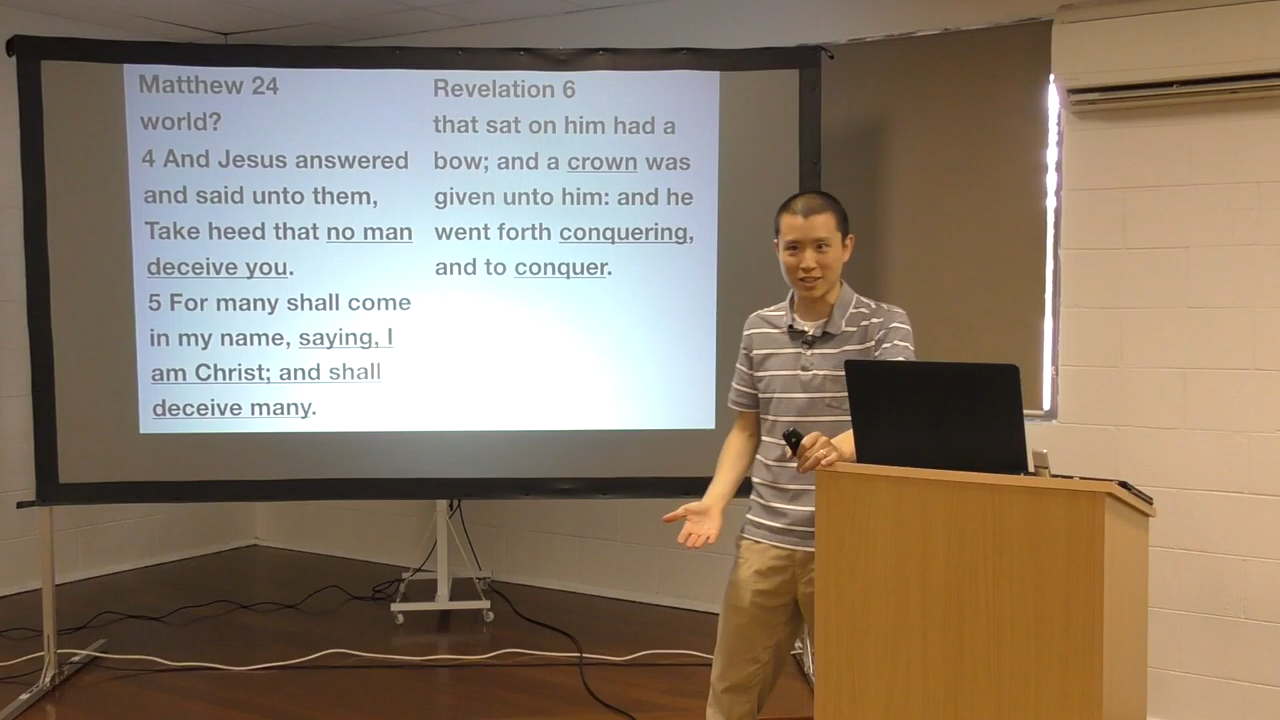 Matthew 24
world?
4 And Jesus answered
and said unto them,
Take heed that no man
deceive you.
5 For many shall come
in my name, saying, I
am Christ; and shall
deceive many.
Revelation 6
that sat on him had a
bow; and a crown was
given unto him: and he
went forth conquering,
and to conquer.